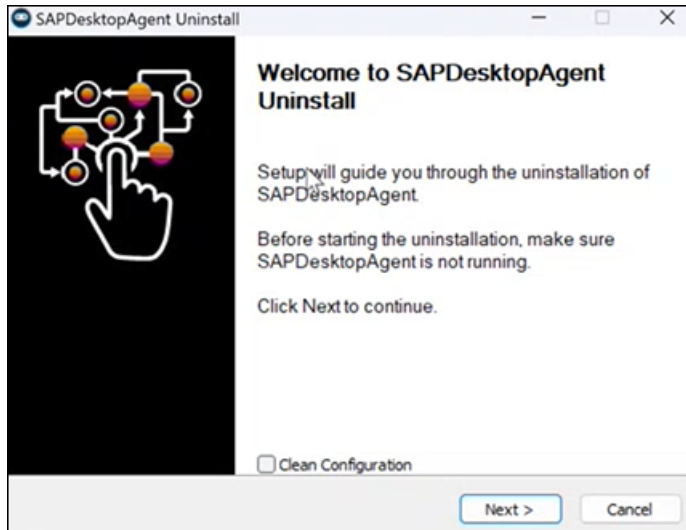 SAPDesktopAgent Uninstall
Welcome to SAPDesktopAgent
Uninstall
Setup will guide you through the uninstallation of
SAPDesktopAgent.
Before starting the uninstallation, make sure
SAPDesktopAgent is not running.
Click Next to continue.
Clean Configuration
Next >
Cancel